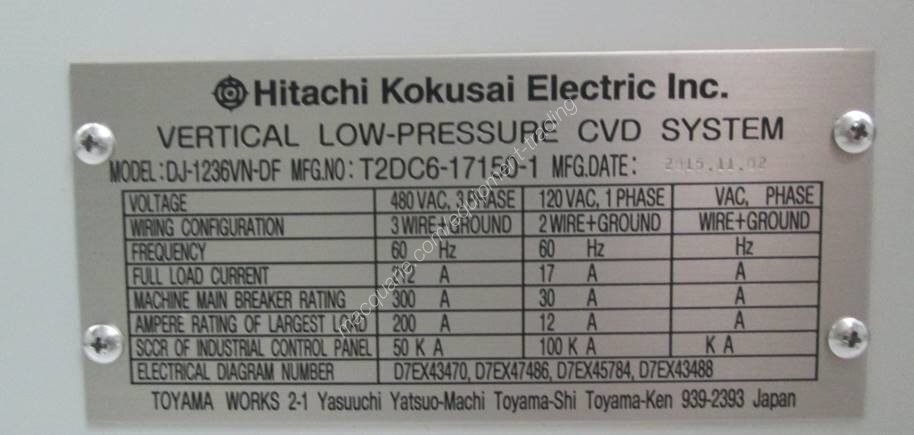 Hitachi Kokusai Electric Inc.
VERTICAL LOW-PRESSURE CVD SYSTEM
MODEL: DJ-1236VN-DF MFG.NO: T2DC6-17150-1 MFG.DATE: 2015.11.02
VOLTAGE 480 VAC, 3 PHASE 120 VAC, 1 PHASE VAC, PHASE
WIRING CONFIGURATION 3 WIRE+GROUND 2 WIRE+GROUND WIRE+GROUND
FREQUENCY 60 Hz 60 Hz Hz
FULL LOAD CURRENT 212 A 17 A A
MACHINE MAIN BREAKER RATING 300 A 30 A A
AMPERE RATING OF LARGEST LOAD 200 A 12 A A
SCCR OF INDUSTRIAL CONTROL PANEL 50 K A 100 K A K A
ELECTRICAL DIAGRAM NUMBER D7EX43470, D7EX47486, D7EX45784, D7EX43488
TOYAMA WORKS 2-1 Yasuuchi Yatsuo-Machi Toyama-Shi Toyama-Ken 939-2393 Japan
macquarie.com/equipment-trading